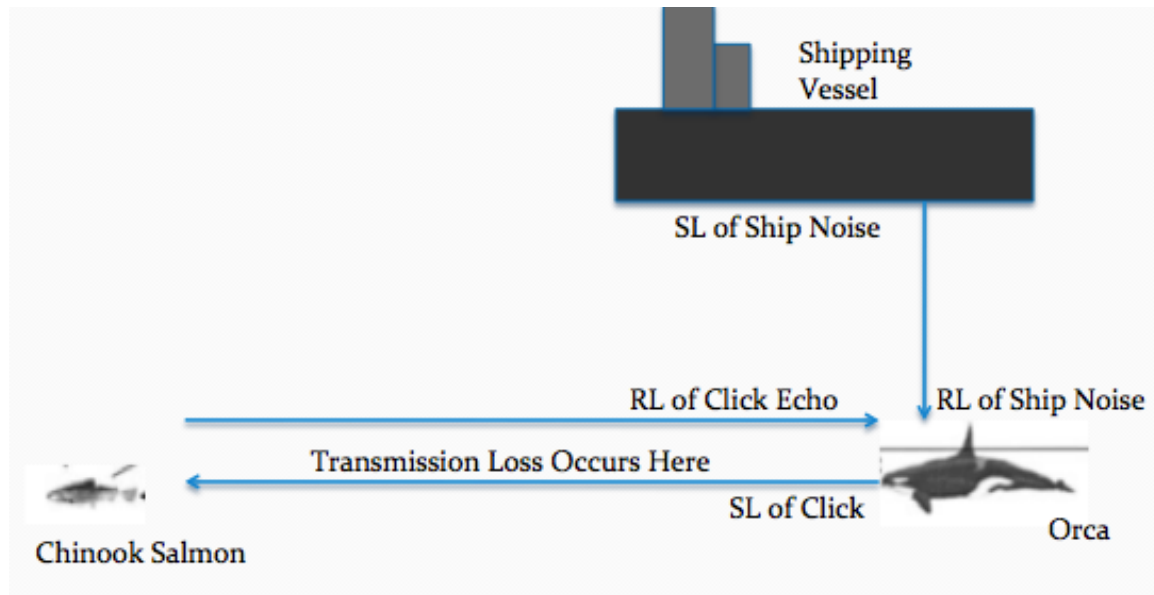 Shipping
Vessel
SL of Ship Noise
RL of Click Echo
RL of Ship Noise
Transmission Loss Occurs Here
SL of Click
Orca
Chinook Salmon